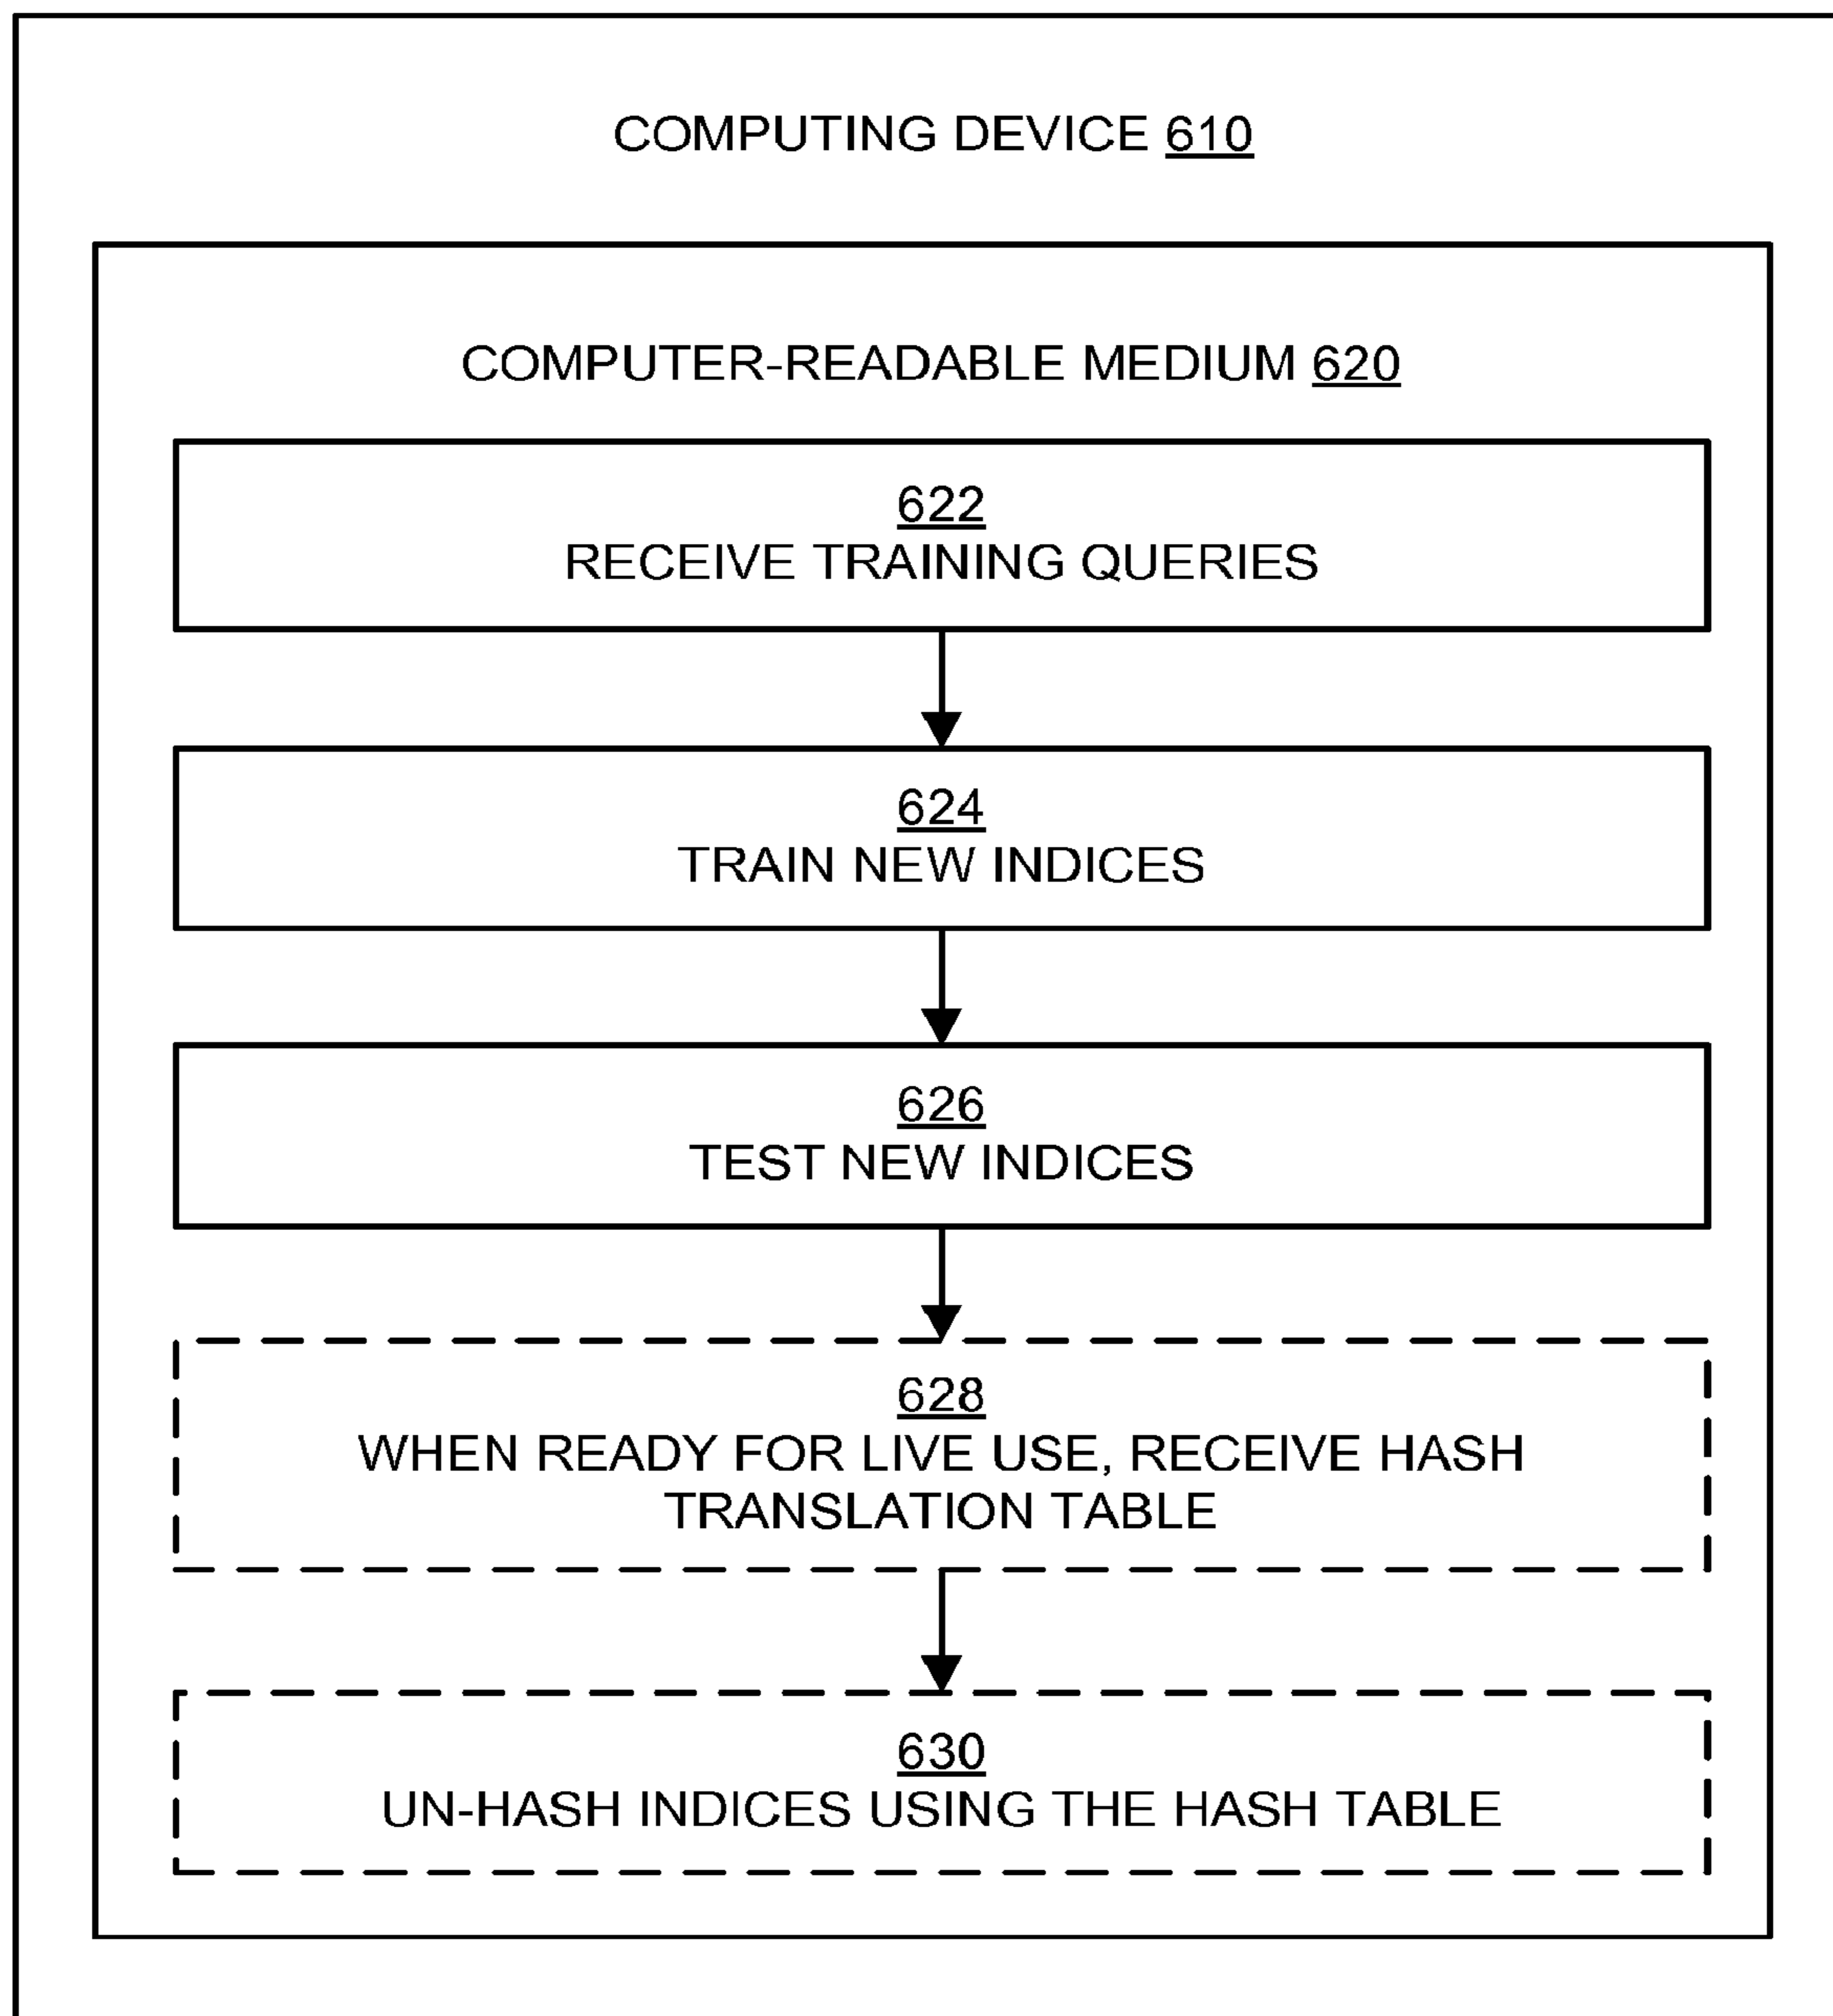 COMPUTING DEVICE 610
COMPUTER-READABLE MEDIUM 620
622
RECEIVE TRAINING QUERIES
624
TRAIN NEW INDICES
626
TEST NEW INDICES
628
WHEN READY FOR LIVE USE, RECEIVE HASH
TRANSLATION TABLE
630
UN-HASH INDICES USING THE HASH TABLE